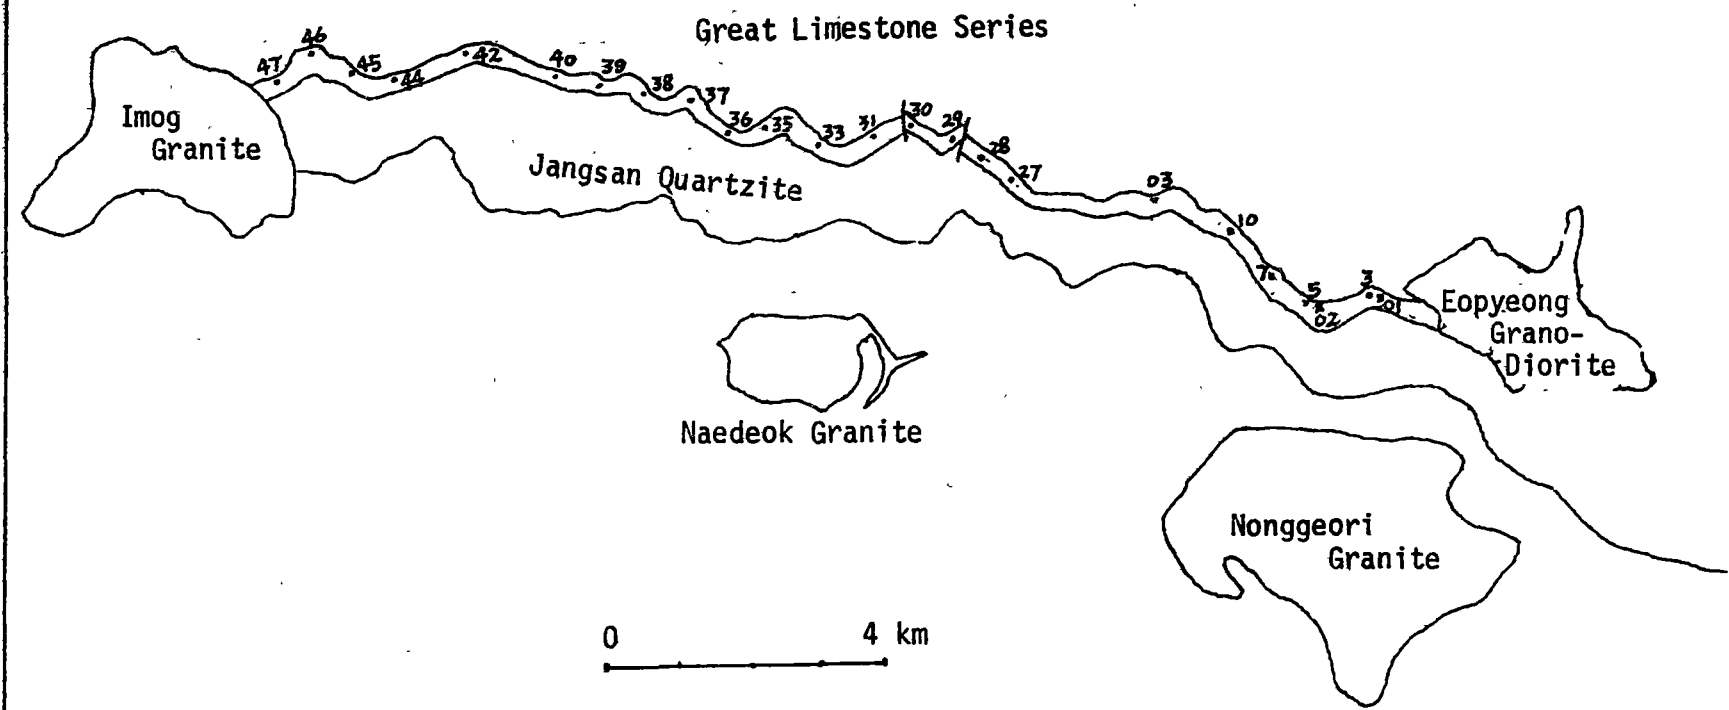 Great Limestone Series
46
47
45
44
42
40
39
38
37
36
35
33
31
30
29
28
27
03
10
7
5
02
3
01
Imog
Granite
Jangsan Quartzite
Eopyeong
Grano-
Diorite
Naedeok Granite
Nonggeori
Granite
0 4 km